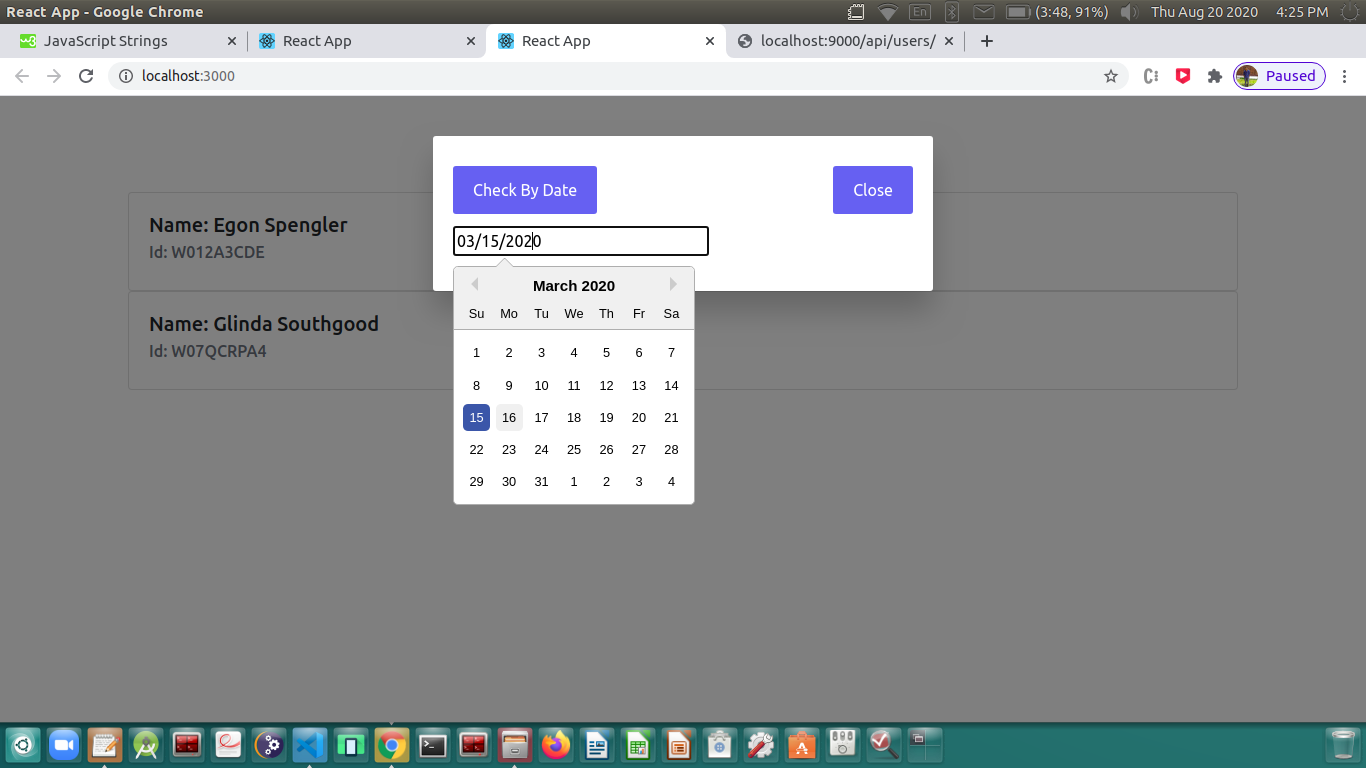 React App - Google Chrome
En
(3:48, 91%)
Thu Aug 20 2020
4:25 PM
JavaScript Strings
React App
React App
localhost:9000/api/users/
localhost:3000
Paused
Check By Date
Close
03/15/2020
Name: Egon Spengler
Id: W012A3CDE
Name: Glinda Southgood
Id: W07QCRPA4
March 2020
Su Mo Tu We Th Fr Sa
1 2 3 4 5 6 7
8 9 10 11 12 13 14
15 16 17 18 19 20 21
22 23 24 25 26 27 28
29 30 31 1 2 3 4